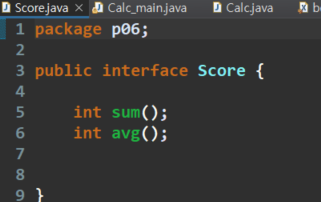 Score.java Calc_main.java Calc.java b
1 package p06;
2
3 public interface Score {
4
5 int sum();
6 int avg();
7
8
9 }